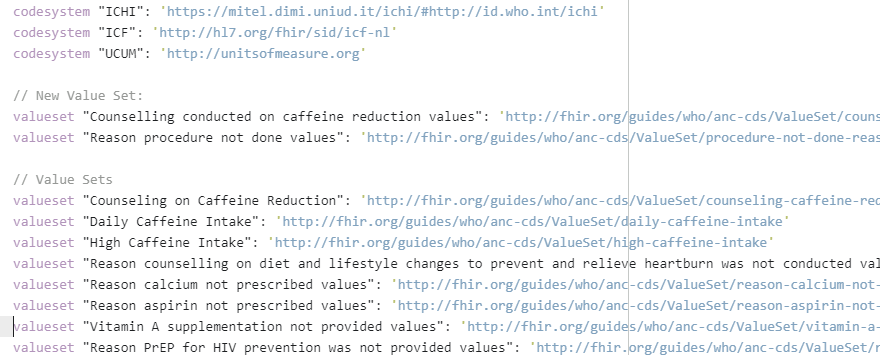 codesystem "ICHI": 'https://mitel.dimi.uniud.it/ichi/#http://id.who.int/ichi'
codesystem "ICF": 'http://hl7.org/fhir/sid/icf-nl'
codesystem "UCUM": 'http://unitsofmeasure.org'
// New Value Set:
valueset "Counselling conducted on caffeine reduction values": 'http://fhir.org/guides/who/anc-cds/ValueSet/couns
valueset "Reason procedure not done values": 'http://fhir.org/guides/who/anc-cds/ValueSet/procedure-not-done-reas
// Value Sets
valueset "Counseling on Caffeine Reduction": 'http://fhir.org/guides/who/anc-cds/ValueSet/counseling-caffeine-red
valueset "Daily Caffeine Intake": 'http://fhir.org/guides/who/anc-cds/ValueSet/daily-caffeine-intake'
valueset "High Caffeine Intake": 'http://fhir.org/guides/who/anc-cds/ValueSet/high-caffeine-intake'
valueset "Reason counselling on diet and lifestyle changes to prevent and relieve heartburn was not conducted val
valueset "Reason calcium not prescribed values": 'http://fhir.org/guides/who/anc-cds/ValueSet/reason-calcium-not-
valueset "Reason aspirin not prescribed values": 'http://fhir.org/guides/who/anc-cds/ValueSet/reason-aspirin-not-
valueset "Vitamin A supplementation not provided values": 'http://fhir.org/guides/who/anc-cds/ValueSet/vitamin-a-
valueset "Reason PrEP for HIV prevention was not provided values": 'http://fhir.org/guides/who/anc-cds/ValueSet/r